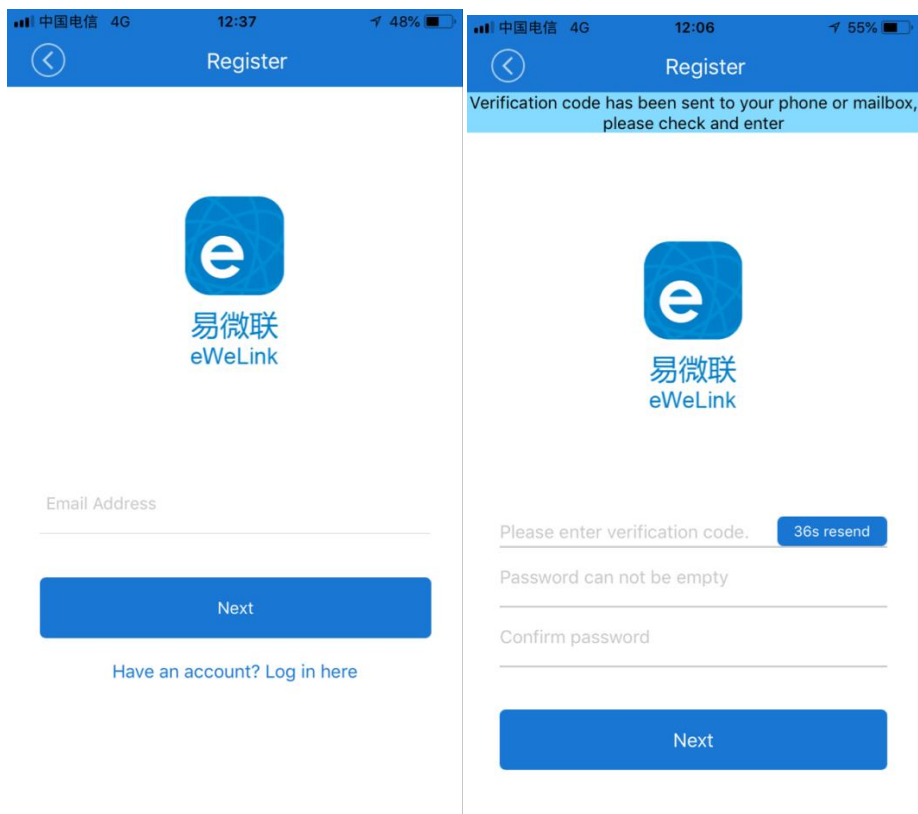 中国电信 4G 12:37 48%
Register
e
易微联
eWeLink
Email Address
Next
Have an account? Log in here
中国电信 4G 12:06 55%
Register
Verification code has been sent to your phone or mailbox,
please check and enter
e
易微联
eWeLink
Please enter verification code. 36s resend
Password can not be empty
Confirm password
Next